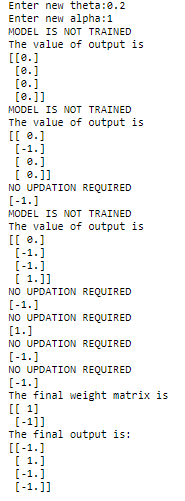 Enter new theta:0.2
Enter new alpha:1
MODEL IS NOT TRAINED
The value of output is
[[0.]
 [0.]
 [0.]
 [0.]]
MODEL IS NOT TRAINED
The value of output is
[[ 0.]
 [-1.]
 [ 0.]
 [ 0.]]
NO UPDATION REQUIRED
[-1.]
MODEL IS NOT TRAINED
The value of output is
[[ 0.]
 [-1.]
 [-1.]
 [ 1.]]
NO UPDATION REQUIRED
[-1.]
NO UPDATION REQUIRED
[1.]
NO UPDATION REQUIRED
[-1.]
NO UPDATION REQUIRED
[-1.]
The final weight matrix is
[[ 1]
 [-1]]
The final output is:
[[-1.]
 [ 1.]
 [-1.]
 [-1.]]